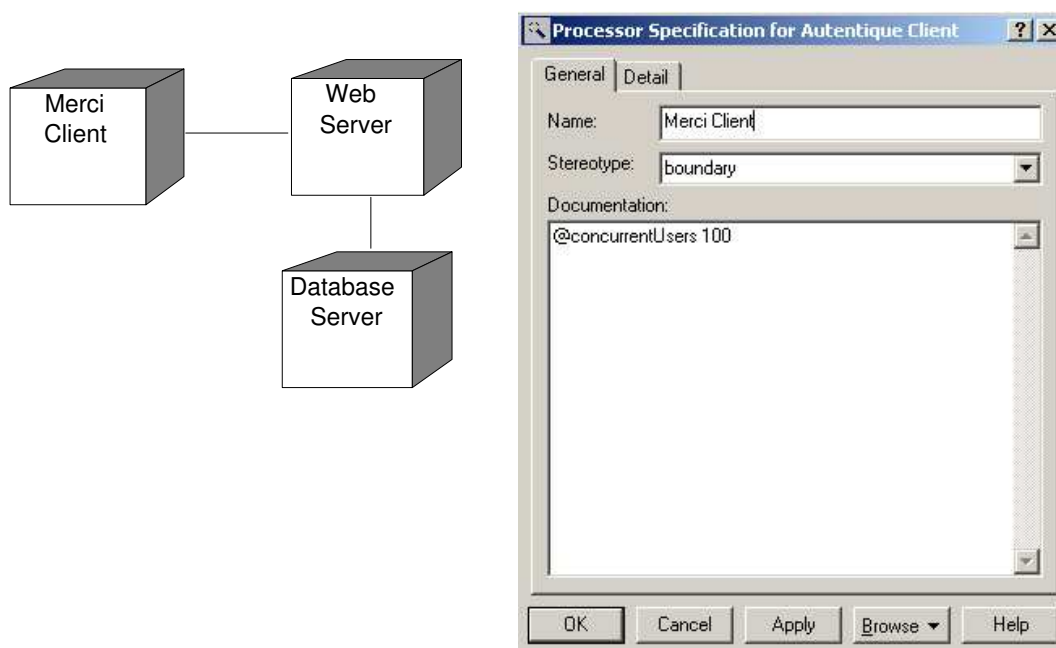 Merci
Client
Web
Server
Database
Server
Processor Specification for Autentique Client
General
Detail
Name:
Merci Client
Stereotype:
boundary
Documentation:
@concurrentUsers 100
OK
Cancel
Apply
Browse
Help